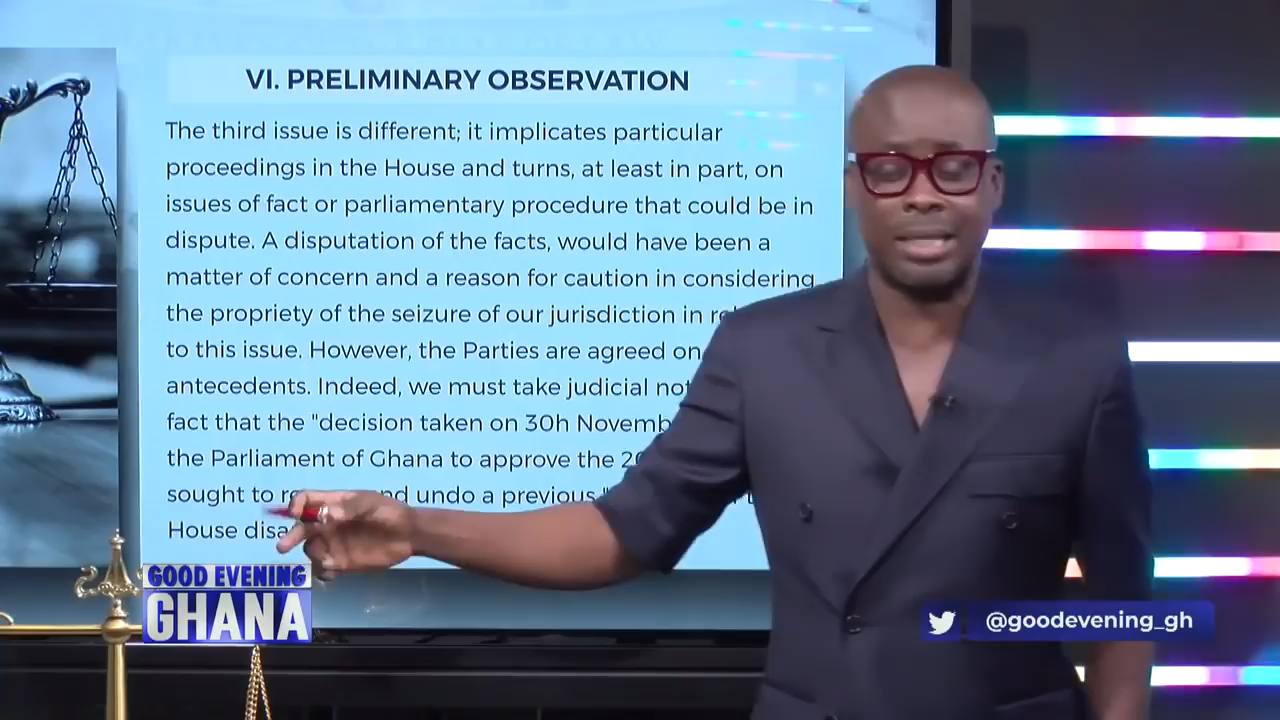 VI. PRELIMINARY OBSERVATION
The third issue is different; it implicates particular
proceedings in the House and turns, at least in part, on
issues of fact or parliamentary procedure that could be in
dispute. A disputation of the facts, would have been a
matter of concern and a reason for caution in considering
the propriety of the seizure of our jurisdiction in
to this issue. However, the Parties are agreed on
antecedents. Indeed, we must take judicial
fact that the "decision taken on 30h
the Parliament of Ghana to approve the
sought to undo a previous
House
GOOD EVENING
GHANA
@goodevening_gh